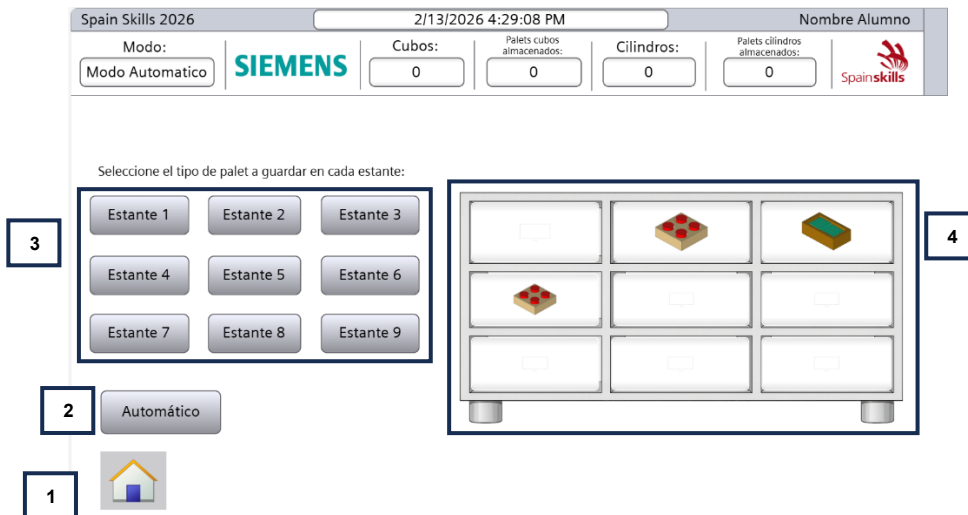 Spain Skills 2026
2/13/2026 4:29:08 PM
Nombre Alumno
Modo:
Modo Automatico
SIEMENS
Cubos:
0
Palets cubos
almacenados:
0
Cilindros:
0
Palets cilindros
almacenados:
0
Spainskills
Seleccione el tipo de palet a guardar en cada estante:
3
Estante 1 Estante 2 Estante 3
Estante 4 Estante 5 Estante 6
Estante 7 Estante 8 Estante 9
4
2
Automático
1